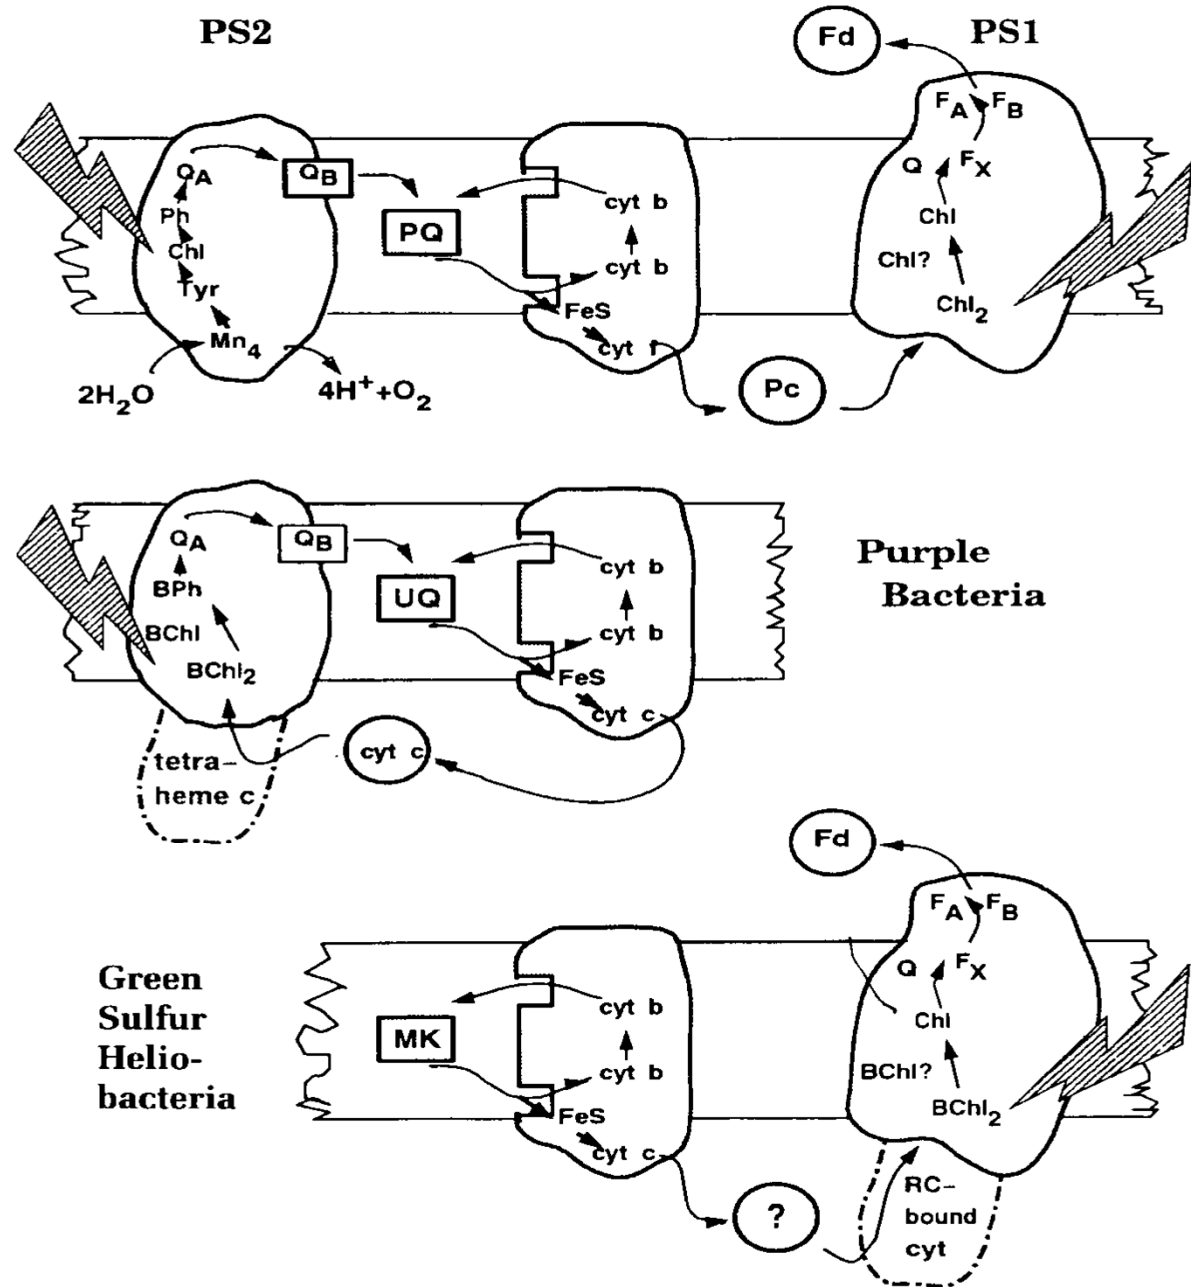 PS2
PS1
Fd
F_A F_B
Q_A
Q_B
Q F_X
Ph
cyt b
Chl
PQ
Chl
cyt b
Chl?
Tyr
FeS
Chl_2
Mn_4
cyt f
2H_2O
4H^+ +O_2
Pc
Q_A
Q_B
Purple
Bacteria
BPh
cyt b
UQ
BChl
cyt b
BChl_2
FeS
cyt c
tetra-
heme c
cyt c
Fd
F_A F_B
Green
Sulfur
Helio-
bacteria
Q F_X
cyt b
Chl
MK
cyt b
BChl?
FeS
BChl_2
cyt c
RC-
bound
cyt
?